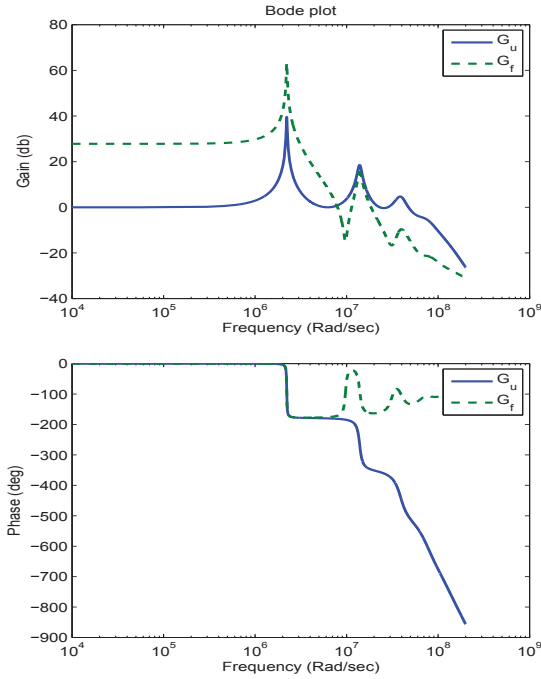 Bode plot
80
60
40
20
0
−20
−40
Gain (db)
G_u
G_f
10^4 10^5 10^6 10^7 10^8 10^9
Frequency (Rad/sec)
0
−100
−200
−300
−400
−500
−600
−700
−800
−900
Phase (deg)
G_u
G_f
10^4 10^5 10^6 10^7 10^8 10^9
Frequency (Rad/sec)